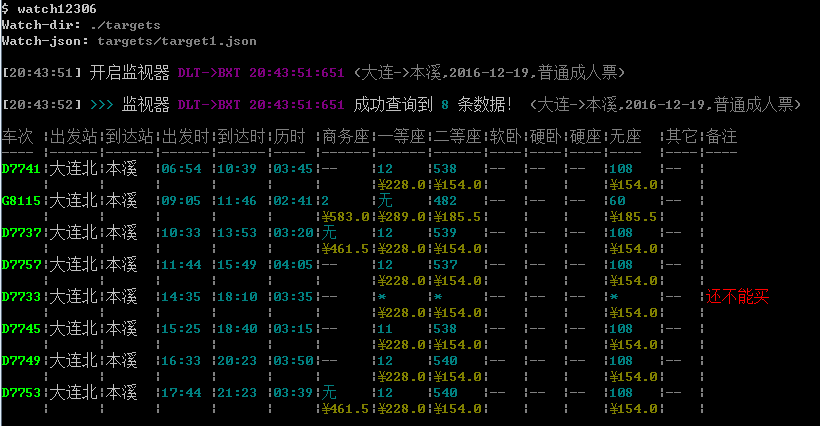 $ watch12306
Watch-dir: ./targets
Watch-json: targets/target1.json
[20:43:51] 开启监视器 DLT->BXT 20:43:51:651 (大连->本溪,2016-12-19,普通成人票)
[20:43:52] >>> 监视器 DLT->BXT 20:43:51:651 成功查询到 8 条数据! (大连->本溪,2016-12-19,普通成人票)
车次 ¦出发站¦到达站¦出发时¦到达时¦历时 ¦商务座¦一等座¦二等座¦软卧¦硬卧¦硬座¦无座 ¦其它¦备注
---- ¦------¦------¦------¦------¦-----¦------¦------¦------¦----¦----¦----¦------¦----¦----
D7741¦大连北¦本溪 ¦06:54 ¦10:39 ¦03:45¦-- ¦12 ¦538 ¦-- ¦-- ¦-- ¦108 ¦-- ¦
¦ ¦ ¦ ¦ ¦ ¦ ¦¥228.0¦¥154.0¦ ¦ ¦ ¦¥154.0¦ ¦
G8115¦大连北¦本溪 ¦09:05 ¦11:46 ¦02:41¦2 ¦无 ¦482 ¦-- ¦-- ¦-- ¦60 ¦-- ¦
¦ ¦ ¦ ¦ ¦ ¦¥583.0¦¥289.0¦¥185.5¦ ¦ ¦ ¦¥185.5¦ ¦
D7737¦大连北¦本溪 ¦10:33 ¦13:53 ¦03:20¦无 ¦12 ¦539 ¦-- ¦-- ¦-- ¦108 ¦-- ¦
¦ ¦ ¦ ¦ ¦ ¦¥461.5¦¥228.0¦¥154.0¦ ¦ ¦ ¦¥154.0¦ ¦
D7757¦大连北¦本溪 ¦11:44 ¦15:49 ¦04:05¦-- ¦12 ¦537 ¦-- ¦-- ¦-- ¦108 ¦-- ¦
¦ ¦ ¦ ¦ ¦ ¦ ¦¥228.0¦¥154.0¦ ¦ ¦ ¦¥154.0¦ ¦
D7733¦大连北¦本溪 ¦14:35 ¦18:10 ¦03:35¦-- ¦* ¦* ¦-- ¦-- ¦-- ¦* ¦-- ¦还不能买
¦ ¦ ¦ ¦ ¦ ¦ ¦¥228.0¦¥154.0¦ ¦ ¦ ¦¥154.0¦ ¦
D7745¦大连北¦本溪 ¦15:25 ¦18:40 ¦03:15¦-- ¦11 ¦538 ¦-- ¦-- ¦-- ¦108 ¦-- ¦
¦ ¦ ¦ ¦ ¦ ¦ ¦¥228.0¦¥154.0¦ ¦ ¦ ¦¥154.0¦ ¦
D7749¦大连北¦本溪 ¦16:33 ¦20:23 ¦03:50¦-- ¦12 ¦540 ¦-- ¦-- ¦-- ¦108 ¦-- ¦
¦ ¦ ¦ ¦ ¦ ¦ ¦¥228.0¦¥154.0¦ ¦ ¦ ¦¥154.0¦ ¦
D7753¦大连北¦本溪 ¦17:44 ¦21:23 ¦03:39¦无 ¦12 ¦540 ¦-- ¦-- ¦-- ¦108 ¦-- ¦
¦ ¦ ¦ ¦ ¦ ¦¥461.5¦¥228.0¦¥154.0¦ ¦ ¦ ¦¥154.0¦ ¦